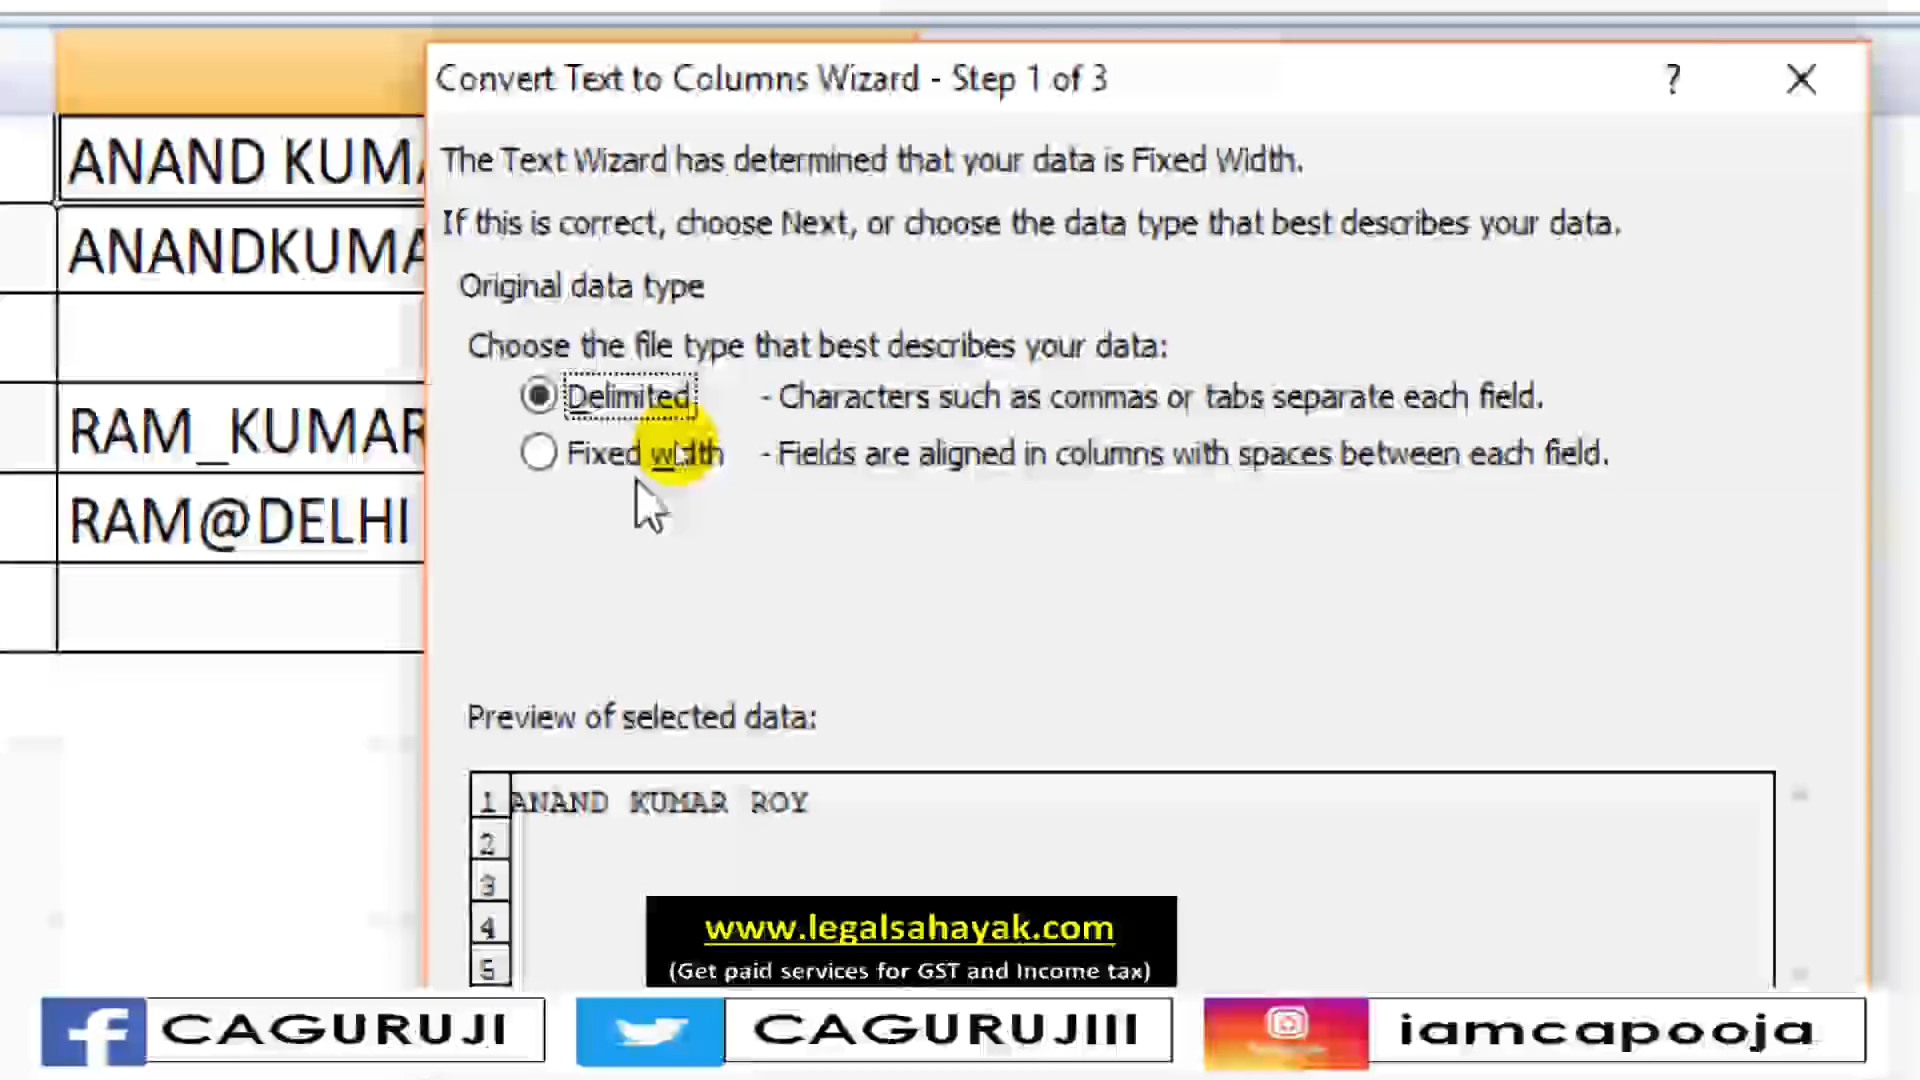 Convert Text to Columns Wizard - Step 1 of 3
?
ANAND KUMA
ANANDKUMA
RAM_KUMAR
RAM@DELHI
The Text Wizard has determined that your data is Fixed Width.
If this is correct, choose Next, or choose the data type that best describes your data.
Original data type
Choose the file type that best describes your data:
Delimited - Characters such as commas or tabs separate each field.
Fixed width - Fields are aligned in columns with spaces between each field.
Preview of selected data:
1 ANAND KUMAR ROY
2
3
4
5
www.legalsahayak.com
(Get paid services for GST and Income tax)
CAGURUJI
CAGURUJIII
iamcapooja